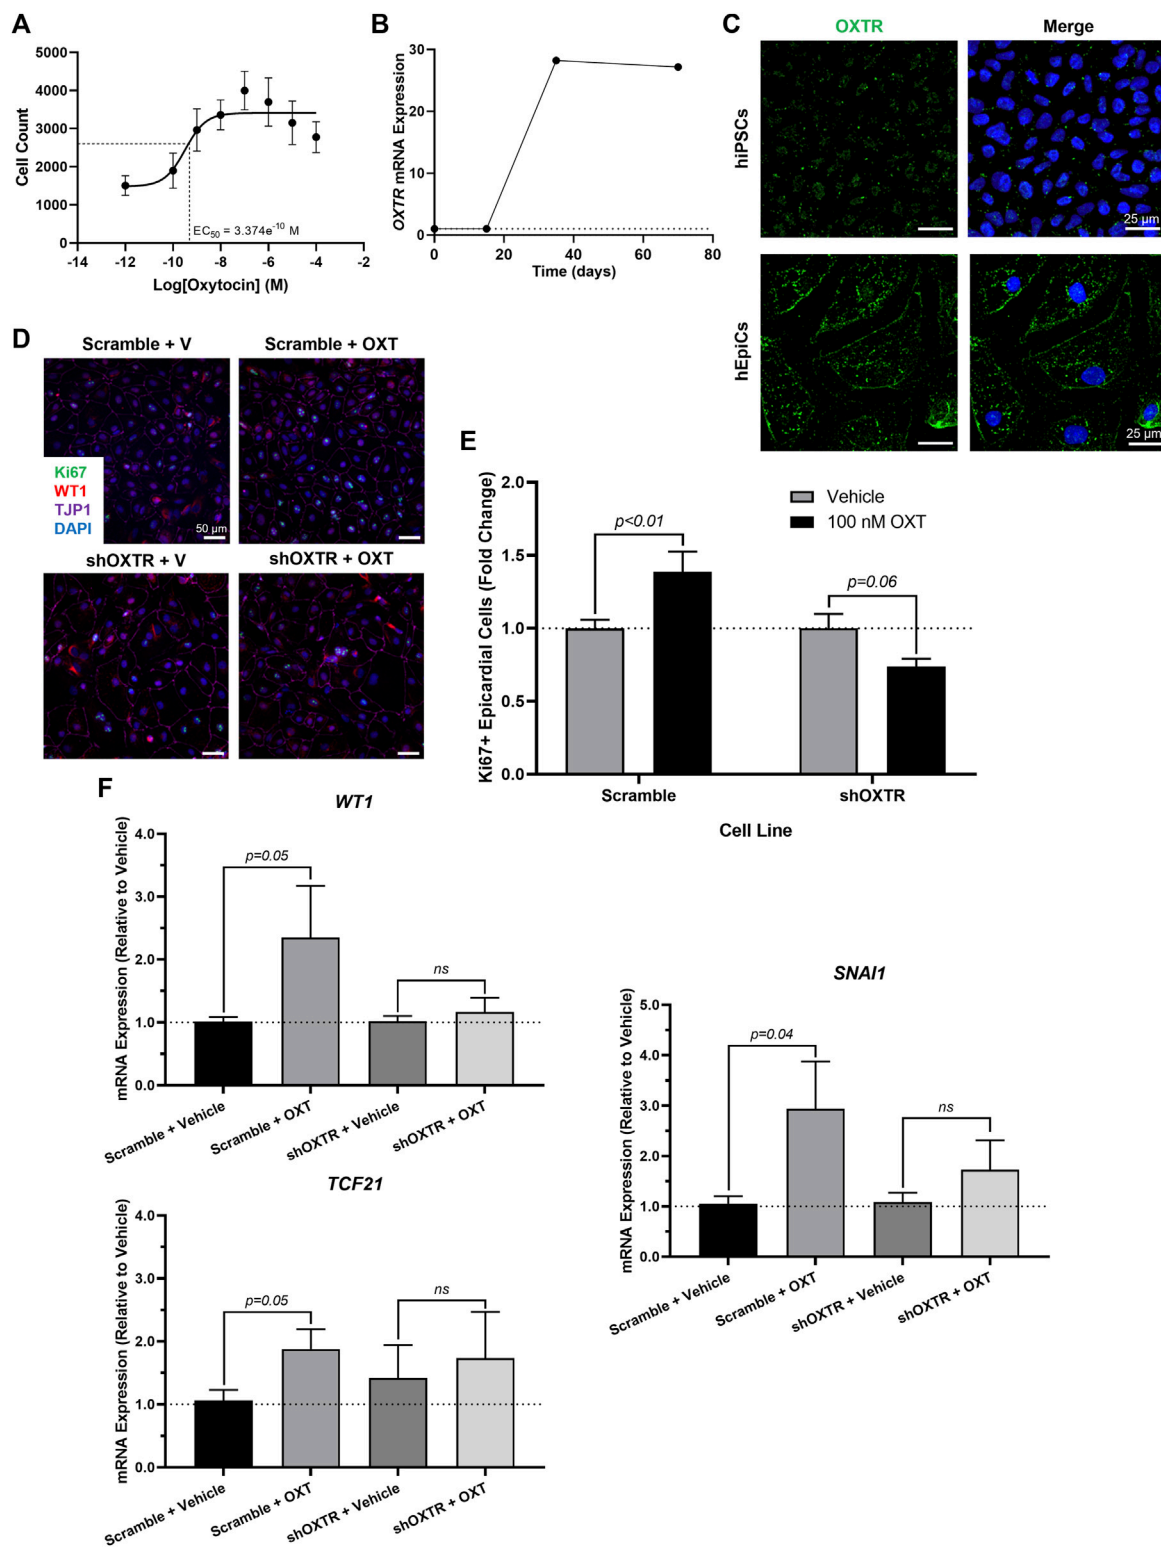 A
5000
4000
3000
2000
1000
0
Cell Count
EC50 = 3.374e-10 M
-14 -12 -10 -8 -6 -4 -2
Log[Oxytocin] (M)
B
30
20
10
0
OXTR mRNA Expression
0 20 40 60 80
Time (days)
C
OXTR Merge
hiPSCs
25 µm
hEpiCs
25 µm
D
Scramble + V Scramble + OXT
Ki67
WT1
TJP1
DAPI
50 µm
shOXTR + V shOXTR + OXT
E
2.0
1.5
1.0
0.5
0.0
Ki67+ Epicardial Cells (Fold Change)
Vehicle
100 nM OXT
p<0.01
p=0.06
Scramble shOXTR
Cell Line
F
WT1
4.0
3.0
2.0
1.0
0.0
mRNA Expression (Relative to Vehicle)
p=0.05
ns
Scramble + Vehicle
Scramble + OXT
shOXTR + Vehicle
shOXTR + OXT
SNAI1
5.0
4.0
3.0
2.0
1.0
0.0
mRNA Expression (Relative to Vehicle)
p=0.04
ns
Scramble + Vehicle
Scramble + OXT
shOXTR + Vehicle
shOXTR + OXT
TCF21
4.0
3.0
2.0
1.0
0.0
mRNA Expression (Relative to Vehicle)
p=0.05
ns
Scramble + Vehicle
Scramble + OXT
shOXTR + Vehicle
shOXTR + OXT